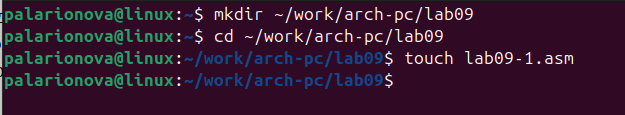 palarionova@linux:~$ mkdir ~/work/arch-pc/lab09
palarionova@linux:~$ cd ~/work/arch-pc/lab09
palarionova@linux:~/work/arch-pc/lab09$ touch lab09-1.asm
palarionova@linux:~/work/arch-pc/lab09$